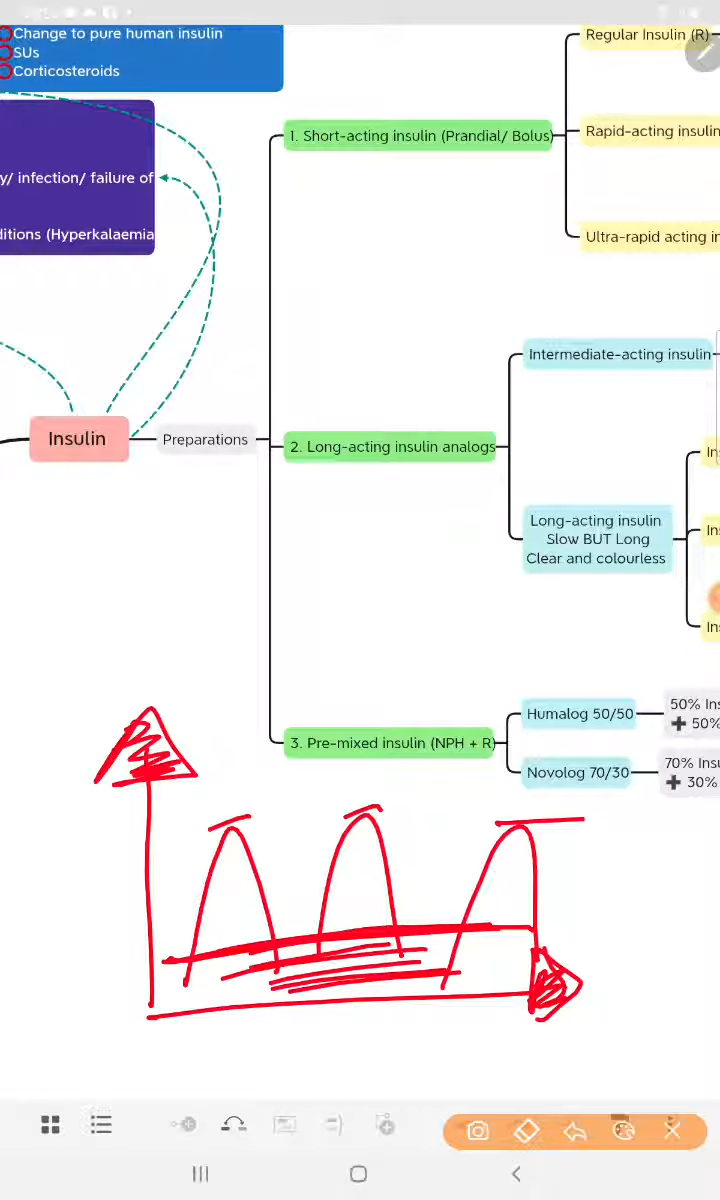 Change to pure human insulin
SUs
Corticosteroids
y/ infection/ failure of
ditions (Hyperkalaemia
Insulin
Preparations
1. Short-acting insulin (Prandial/ Bolus)
Regular Insulin (R)
Rapid-acting insulin
Ultra-rapid acting in
2. Long-acting insulin analogs
Intermediate-acting insulin
Long-acting insulin
Slow BUT Long
Clear and colourless
In
Ins
Ins
3. Pre-mixed insulin (NPH + R)
Humalog 50/50
50% Ins
➕ 50%
Novolog 70/30
70% Insu
➕ 30%